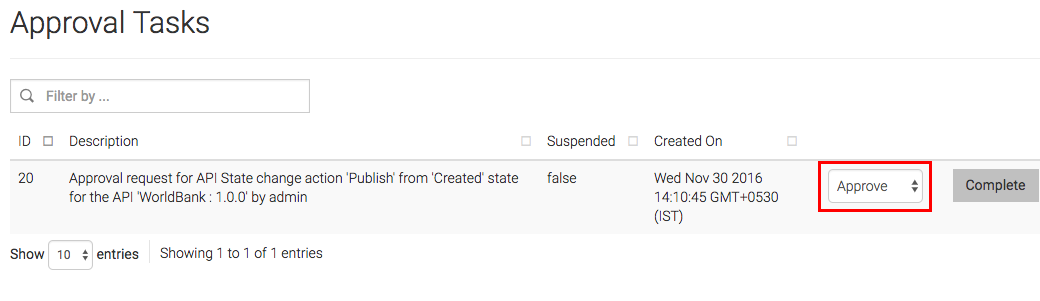 Approval Tasks
Filter by ...
ID Description Suspended Created On
20 Approval request for API State change action 'Publish' from 'Created' state false Wed Nov 30 2016 Approve Complete
for the API 'WorldBank : 1.0.0' by admin 14:10:45 GMT+0530
(IST)
Show 10 entries Showing 1 to 1 of 1 entries